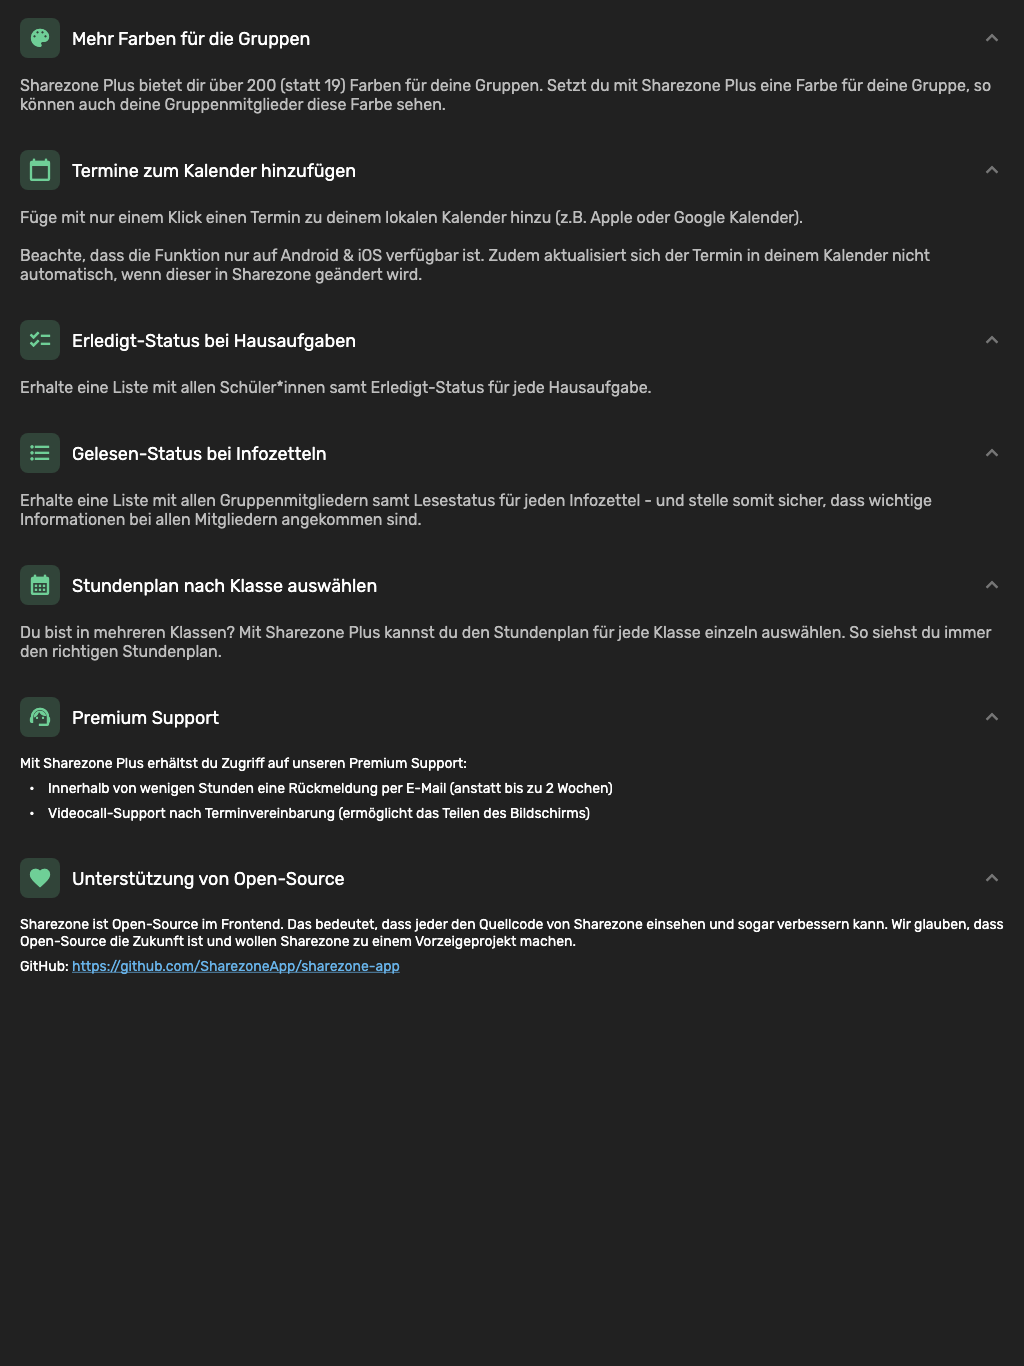 Mehr Farben für die Gruppen
Sharezone Plus bietet dir über 200 (statt 19) Farben für deine Gruppen. Setzt du mit Sharezone Plus eine Farbe für deine Gruppe, so
können auch deine Gruppenmitglieder diese Farbe sehen.
Termine zum Kalender hinzufügen
Füge mit nur einem Klick einen Termin zu deinem lokalen Kalender hinzu (z.B. Apple oder Google Kalender).
Beachte, dass die Funktion nur auf Android & iOS verfügbar ist. Zudem aktualisiert sich der Termin in deinem Kalender nicht
automatisch, wenn dieser in Sharezone geändert wird.
Erledigt-Status bei Hausaufgaben
Erhalte eine Liste mit allen Schüler*innen samt Erledigt-Status für jede Hausaufgabe.
Gelesen-Status bei Infozetteln
Erhalte eine Liste mit allen Gruppenmitgliedern samt Lesestatus für jeden Infozettel - und stelle somit sicher, dass wichtige
Informationen bei allen Mitgliedern angekommen sind.
Stundenplan nach Klasse auswählen
Du bist in mehreren Klassen? Mit Sharezone Plus kannst du den Stundenplan für jede Klasse einzeln auswählen. So siehst du immer
den richtigen Stundenplan.
Premium Support
Mit Sharezone Plus erhältst du Zugriff auf unseren Premium Support:
• Innerhalb von wenigen Stunden eine Rückmeldung per E-Mail (anstatt bis zu 2 Wochen)
• Videocall-Support nach Terminvereinbarung (ermöglicht das Teilen des Bildschirms)
Unterstützung von Open-Source
Sharezone ist Open-Source im Frontend. Das bedeutet, dass jeder den Quellcode von Sharezone einsehen und sogar verbessern kann. Wir glauben, dass
Open-Source die Zukunft ist und wollen Sharezone zu einem Vorzeigeprojekt machen.
GitHub: https://github.com/SharezoneApp/sharezone-app